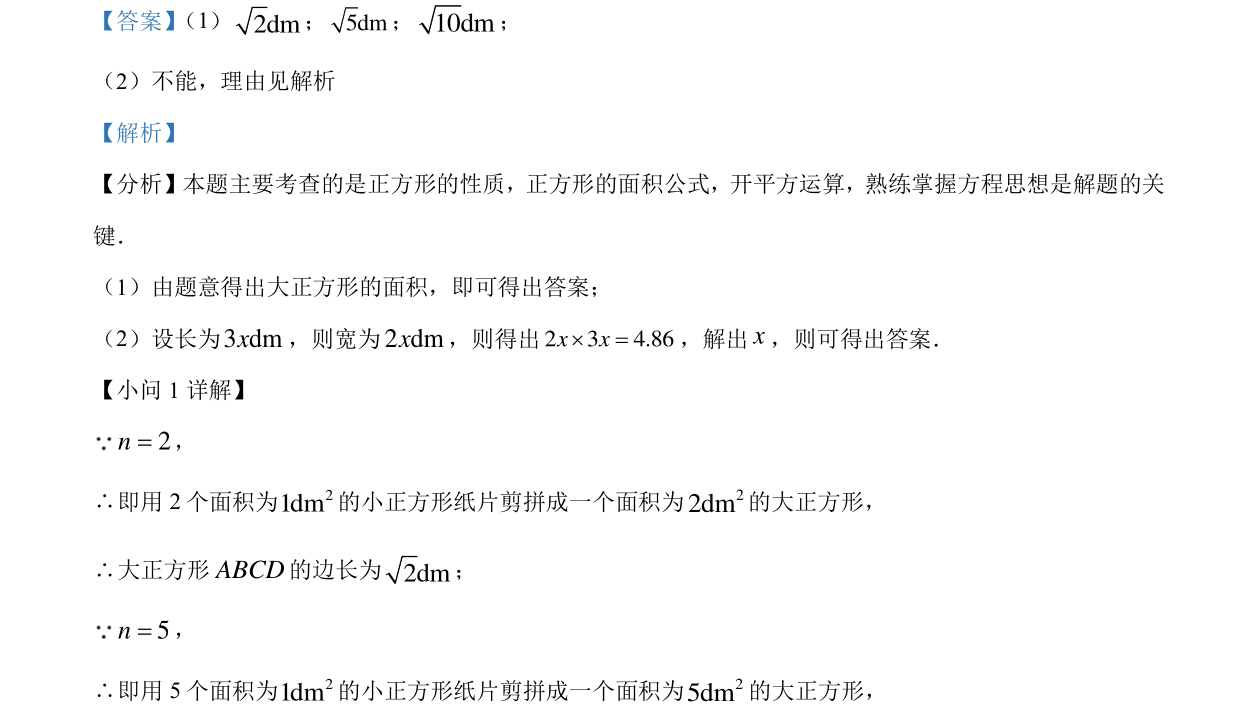 【答案】（1）√2dm；√5dm；√10dm；
（2）不能，理由见解析
【解析】
【分析】本题主要考查的是正方形的性质，正方形的面积公式，开平方运算，熟练掌握方程思想是解题的关
键．
（1）由题意得出大正方形的面积，即可得出答案；
（2）设长为3xdm，则宽为2xdm，则得出2x×3x=4.86，解出x，则可得出答案．
【小问 1 详解】
∵n=2，
∴即用 2 个面积为1dm²的小正方形纸片剪拼成一个面积为2dm²的大正方形，
∴大正方形ABCD的边长为√2dm；
∵n=5，
∴即用 5 个面积为1dm²的小正方形纸片剪拼成一个面积为5dm²的大正方形，